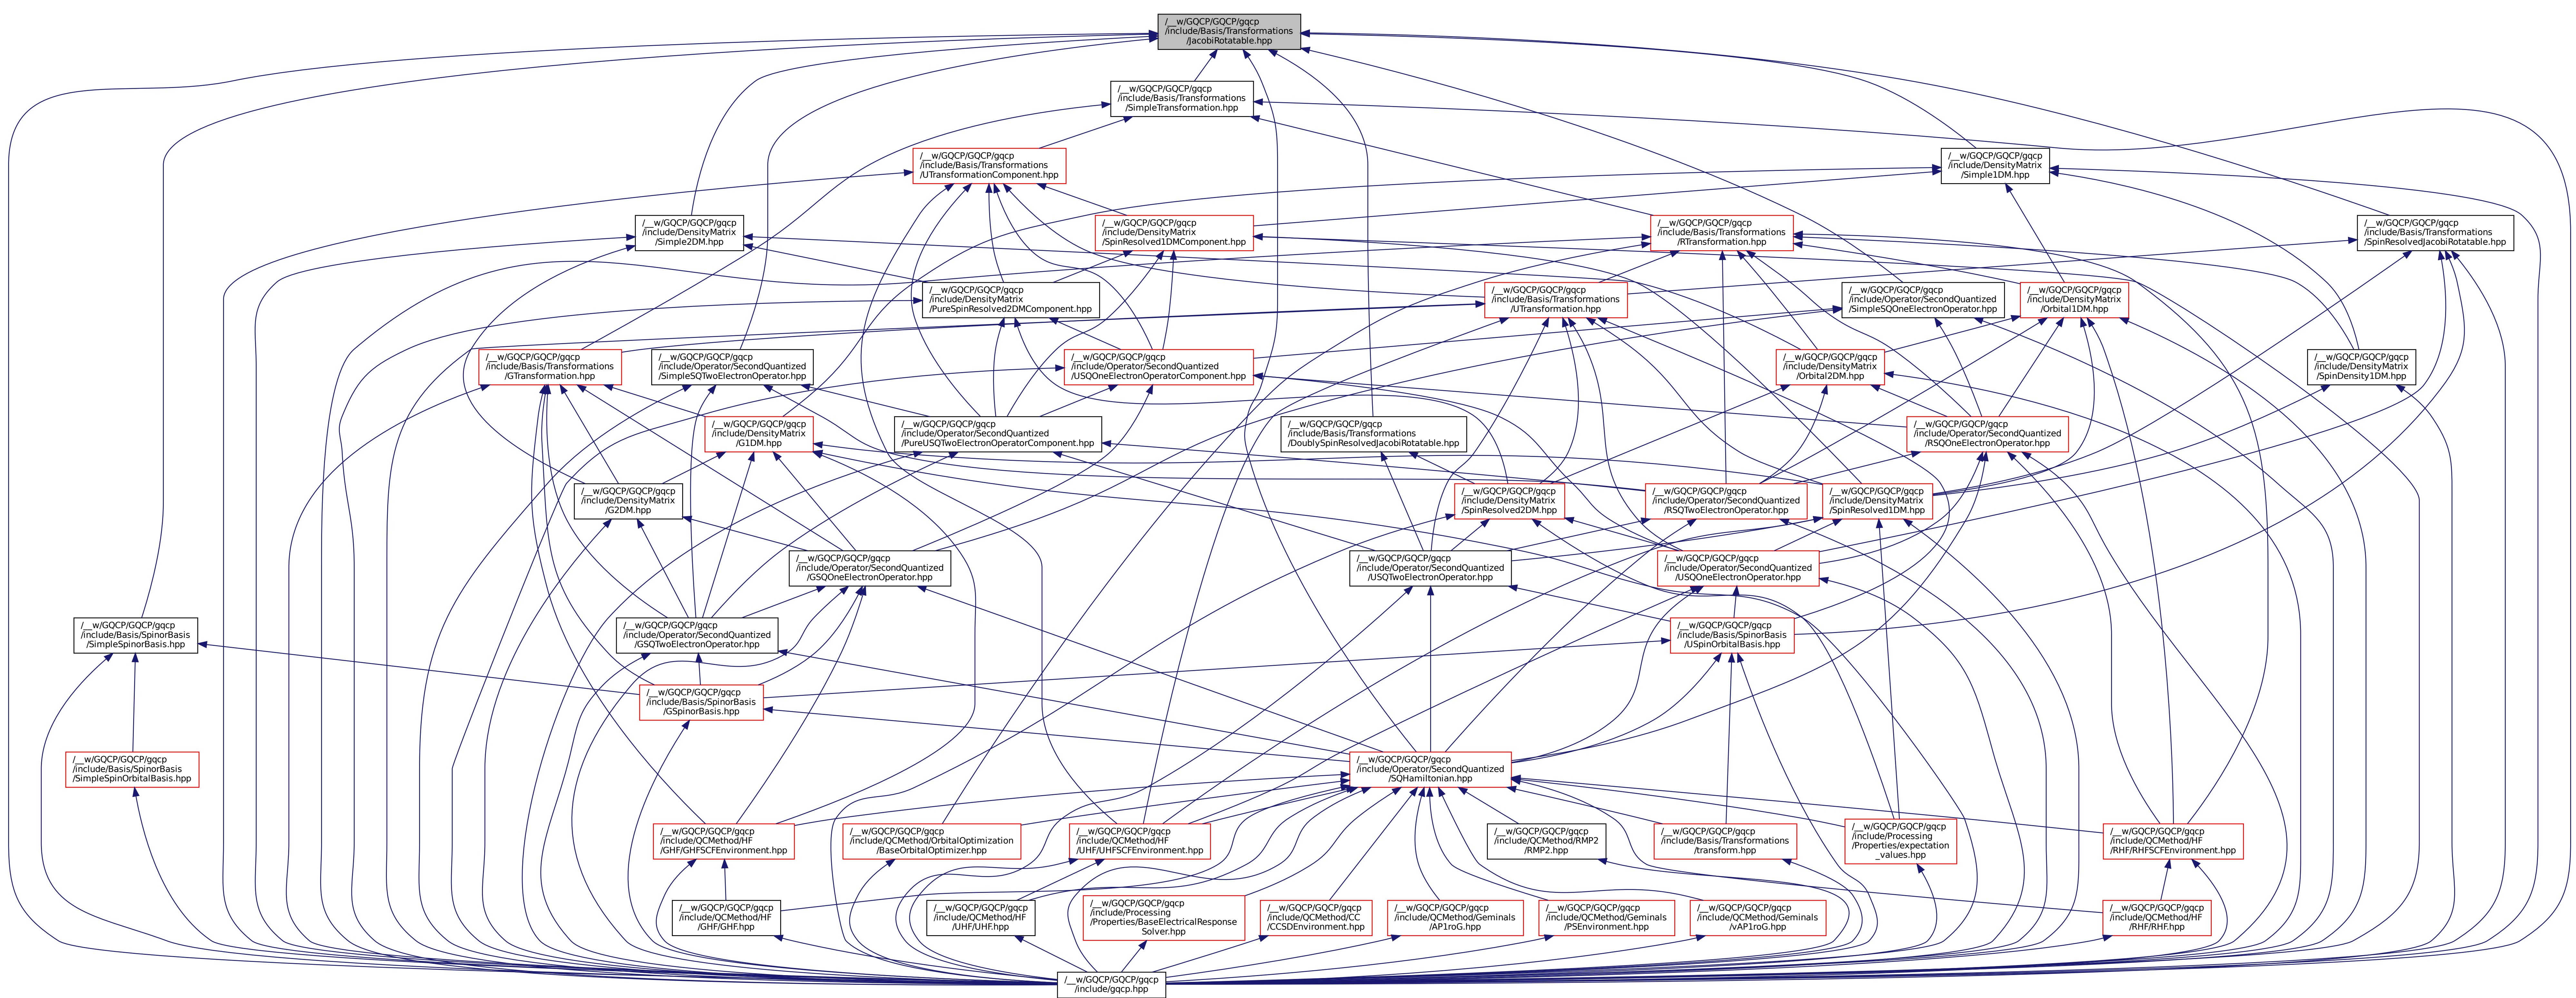 /__w/GQCP/GQCP/gqcp
/include/Basis/Transformations
/JacobiRotatable.hpp
/__w/GQCP/GQCP/gqcp
/include/Basis/Transformations
/SimpleTransformation.hpp
/__w/GQCP/GQCP/gqcp
/include/Basis/Transformations
/UTransformationComponent.hpp
/__w/GQCP/GQCP/gqcp
/include/DensityMatrix
/Simple1DM.hpp
/__w/GQCP/GQCP/gqcp
/include/DensityMatrix
/Simple2DM.hpp
/__w/GQCP/GQCP/gqcp
/include/DensityMatrix
/SpinResolved1DMComponent.hpp
/__w/GQCP/GQCP/gqcp
/include/Basis/Transformations
/RTransformation.hpp
/__w/GQCP/GQCP/gqcp
/include/Basis/Transformations
/SpinResolvedJacobiRotatable.hpp
/__w/GQCP/GQCP/gqcp
/include/DensityMatrix
/PureSpinResolved2DMComponent.hpp
/__w/GQCP/GQCP/gqcp
/include/Basis/Transformations
/UTransformation.hpp
/__w/GQCP/GQCP/gqcp
/include/Operator/SecondQuantized
/SimpleSQOneElectronOperator.hpp
/__w/GQCP/GQCP/gqcp
/include/DensityMatrix
/Orbital1DM.hpp
/__w/GQCP/GQCP/gqcp
/include/Basis/Transformations
/GTransformation.hpp
/__w/GQCP/GQCP/gqcp
/include/Operator/SecondQuantized
/SimpleSQTwoElectronOperator.hpp
/__w/GQCP/GQCP/gqcp
/include/Operator/SecondQuantized
/USQOneElectronOperatorComponent.hpp
/__w/GQCP/GQCP/gqcp
/include/DensityMatrix
/Orbital2DM.hpp
/__w/GQCP/GQCP/gqcp
/include/DensityMatrix
/SpinDensity1DM.hpp
/__w/GQCP/GQCP/gqcp
/include/DensityMatrix
/G1DM.hpp
/__w/GQCP/GQCP/gqcp
/include/Operator/SecondQuantized
/PureUSQTwoElectronOperatorComponent.hpp
/__w/GQCP/GQCP/gqcp
/include/Basis/Transformations
/DoublySpinResolvedJacobiRotatable.hpp
/__w/GQCP/GQCP/gqcp
/include/Operator/SecondQuantized
/RSQOneElectronOperator.hpp
/__w/GQCP/GQCP/gqcp
/include/DensityMatrix
/G2DM.hpp
/__w/GQCP/GQCP/gqcp
/include/DensityMatrix
/SpinResolved2DM.hpp
/__w/GQCP/GQCP/gqcp
/include/Operator/SecondQuantized
/RSQTwoElectronOperator.hpp
/__w/GQCP/GQCP/gqcp
/include/DensityMatrix
/SpinResolved1DM.hpp
/__w/GQCP/GQCP/gqcp
/include/Operator/SecondQuantized
/GSQOneElectronOperator.hpp
/__w/GQCP/GQCP/gqcp
/include/Operator/SecondQuantized
/USQTwoElectronOperator.hpp
/__w/GQCP/GQCP/gqcp
/include/Operator/SecondQuantized
/USQOneElectronOperator.hpp
/__w/GQCP/GQCP/gqcp
/include/Basis/SpinorBasis
/SimpleSpinorBasis.hpp
/__w/GQCP/GQCP/gqcp
/include/Operator/SecondQuantized
/GSQTwoElectronOperator.hpp
/__w/GQCP/GQCP/gqcp
/include/Basis/SpinorBasis
/USpinOrbitalBasis.hpp
/__w/GQCP/GQCP/gqcp
/include/Basis/SpinorBasis
/GSpinorBasis.hpp
/__w/GQCP/GQCP/gqcp
/include/Basis/SpinorBasis
/SimpleSpinOrbitalBasis.hpp
/__w/GQCP/GQCP/gqcp
/include/Operator/SecondQuantized
/SQHamiltonian.hpp
/__w/GQCP/GQCP/gqcp
/include/QCMethod/HF
/GHF/GHFSCFEnvironment.hpp
/__w/GQCP/GQCP/gqcp
/include/QCMethod/OrbitalOptimization
/BaseOrbitalOptimizer.hpp
/__w/GQCP/GQCP/gqcp
/include/QCMethod/HF
/UHF/UHFSCFEnvironment.hpp
/__w/GQCP/GQCP/gqcp
/include/QCMethod/RMP2
/RMP2.hpp
/__w/GQCP/GQCP/gqcp
/include/Basis/Transformations
/transform.hpp
/__w/GQCP/GQCP/gqcp
/include/Processing
/Properties/expectation
_values.hpp
/__w/GQCP/GQCP/gqcp
/include/QCMethod/HF
/RHF/RHFSCFEnvironment.hpp
/__w/GQCP/GQCP/gqcp
/include/QCMethod/HF
/GHF/GHF.hpp
/__w/GQCP/GQCP/gqcp
/include/QCMethod/HF
/UHF/UHF.hpp
/__w/GQCP/GQCP/gqcp
/include/Processing
/Properties/BaseElectricalResponse
Solver.hpp
/__w/GQCP/GQCP/gqcp
/include/QCMethod/CC
/CCSDEnvironment.hpp
/__w/GQCP/GQCP/gqcp
/include/QCMethod/Geminals
/AP1roG.hpp
/__w/GQCP/GQCP/gqcp
/include/QCMethod/Geminals
/PSEnvironment.hpp
/__w/GQCP/GQCP/gqcp
/include/QCMethod/Geminals
/vAP1roG.hpp
/__w/GQCP/GQCP/gqcp
/include/QCMethod/HF
/RHF/RHF.hpp
/__w/GQCP/GQCP/gqcp
/include/gqcp.hpp